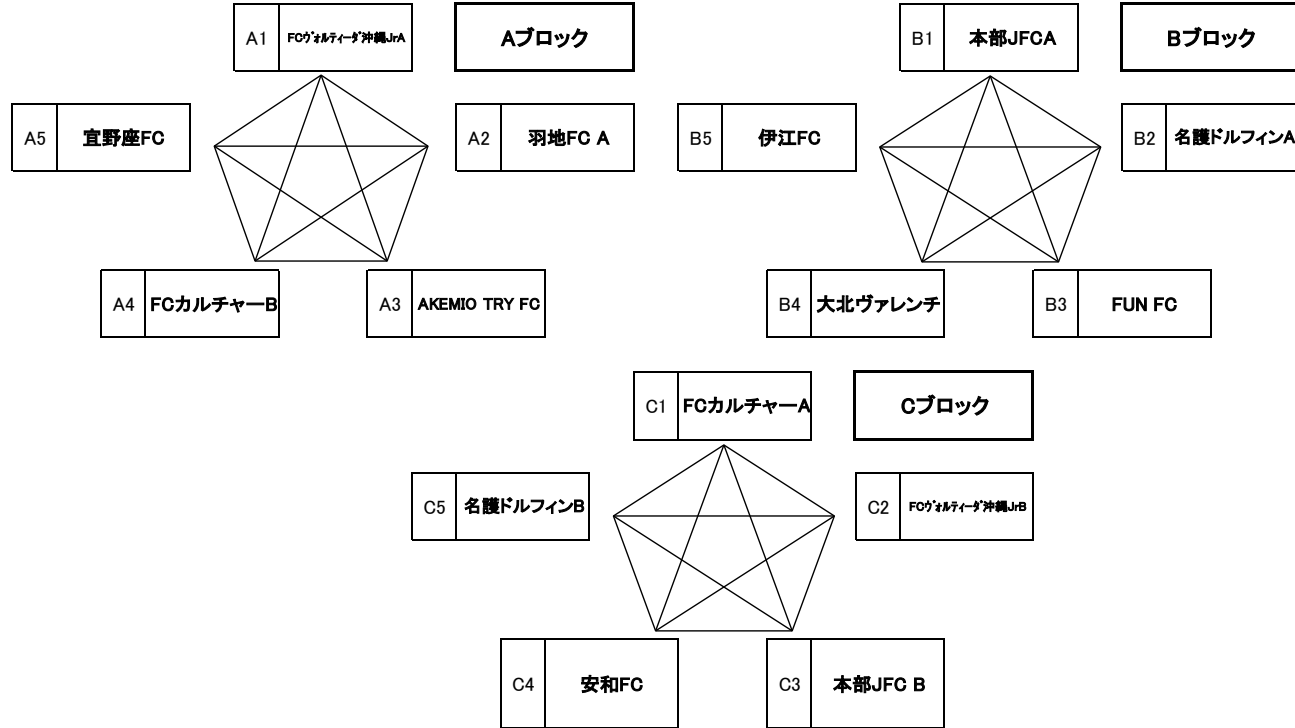 A1 FCヴォルティーダ沖縄JrA
Aブロック
A5 宜野座FC
A2 羽地FC A
A4 FCカルチャーB
A3 AKEMIO TRY FC
B1 本部JFCA
Bブロック
B5 伊江FC
B2 名護ドルフィンA
B4 大北ヴァレンチ
B3 FUN FC
C1 FCカルチャーA
Cブロック
C5 名護ドルフィンB
C2 FCヴォルティーダ沖縄JrB
C4 安和FC
C3 本部JFC B